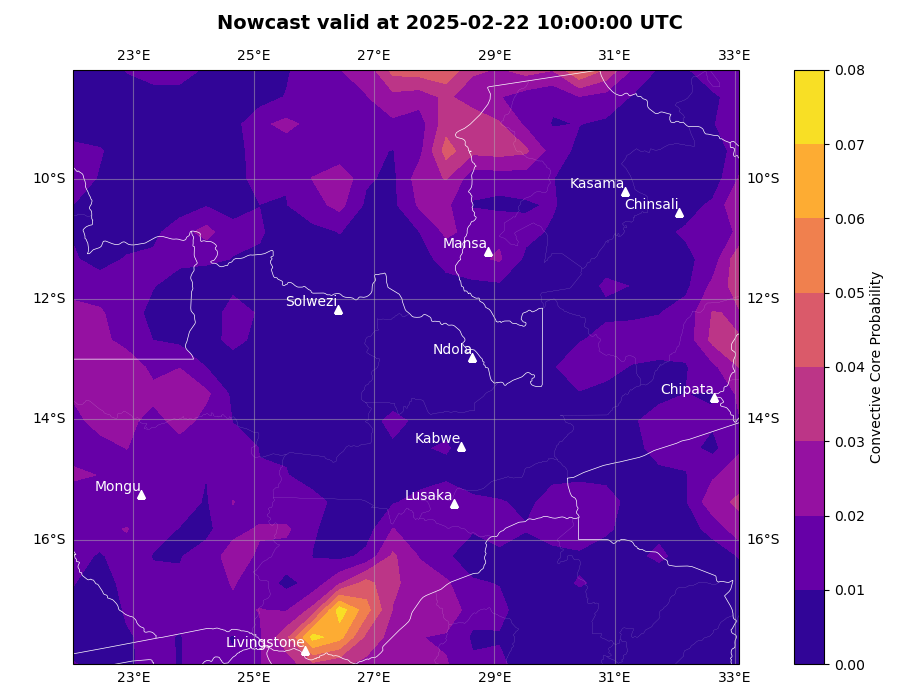 Nowcast valid at 2025-02-22 10:00:00 UTC
23°E 25°E 27°E 29°E 31°E 33°E
0.08
0.07
0.06
0.05
0.04
0.03
0.02
0.01
0.00
Convective Core Probability
10°S 10°S
12°S 12°S
14°S 14°S
16°S 16°S
Kasama
Chinsali
Mansa
Solwezi
Ndola
Chipata
Kabwe
Mongu
Lusaka
Livingstone
23°E 25°E 27°E 29°E 31°E 33°E